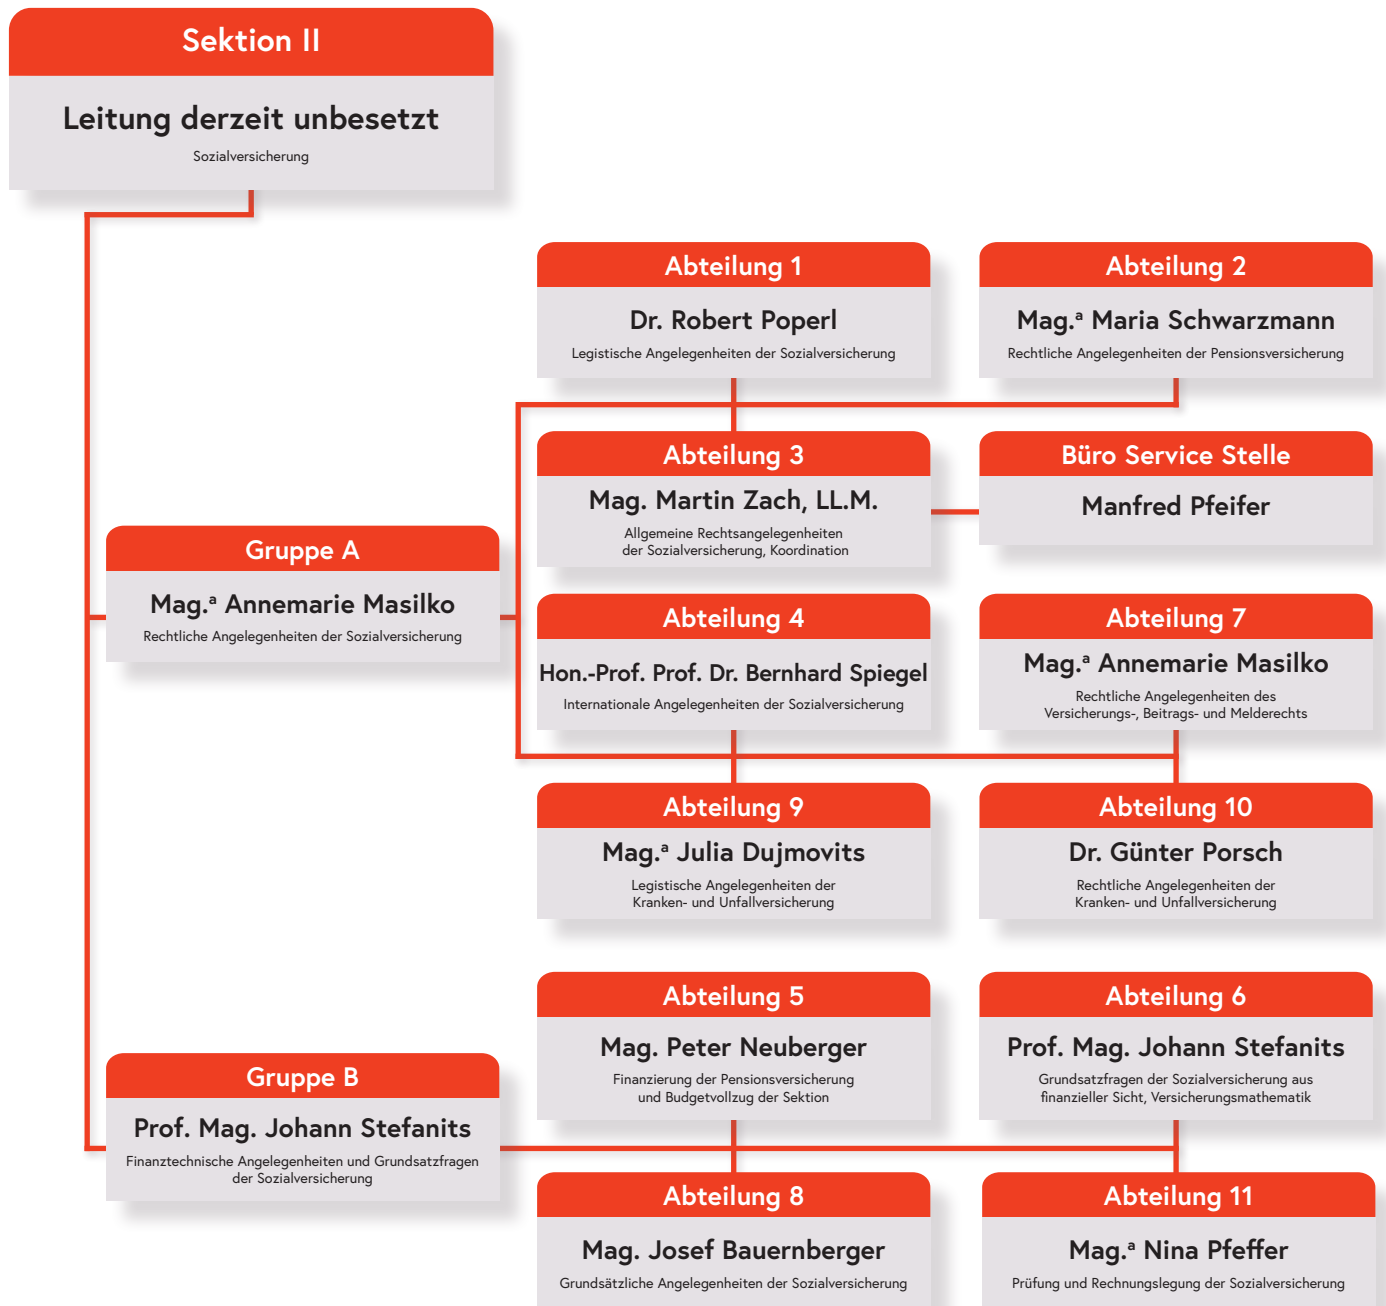 Sektion II
Leitung derzeit unbesetzt
Sozialversicherung
Abteilung 1
Dr. Robert Poperl
Legistische Angelegenheiten der Sozialversicherung
Abteilung 2
Mag.ª Maria Schwarzmann
Rechtliche Angelegenheiten der Pensionsversicherung
Abteilung 3
Mag. Martin Zach, LL.M.
Allgemeine Rechtsangelegenheiten
der Sozialversicherung, Koordination
Büro Service Stelle
Manfred Pfeifer
Gruppe A
Mag.ª Annemarie Masilko
Rechtliche Angelegenheiten der Sozialversicherung
Abteilung 4
Hon.-Prof. Prof. Dr. Bernhard Spiegel
Internationale Angelegenheiten der Sozialversicherung
Abteilung 7
Mag.ª Annemarie Masilko
Rechtliche Angelegenheiten des
Versicherungs-, Beitrags- und Melderechts
Abteilung 9
Mag.ª Julia Dujmovits
Legistische Angelegenheiten der
Kranken- und Unfallversicherung
Abteilung 10
Dr. Günter Porsch
Rechtliche Angelegenheiten der
Kranken- und Unfallversicherung
Abteilung 5
Mag. Peter Neuberger
Finanzierung der Pensionsversicherung
und Budgetvollzug der Sektion
Abteilung 6
Prof. Mag. Johann Stefanits
Grundsatzfragen der Sozialversicherung aus
finanzieller Sicht, Versicherungsmathematik
Gruppe B
Prof. Mag. Johann Stefanits
Finanztechnische Angelegenheiten und Grundsatzfragen
der Sozialversicherung
Abteilung 8
Mag. Josef Bauernberger
Grundsätzliche Angelegenheiten der Sozialversicherung
Abteilung 11
Mag.ª Nina Pfeffer
Prüfung und Rechnungslegung der Sozialversicherung